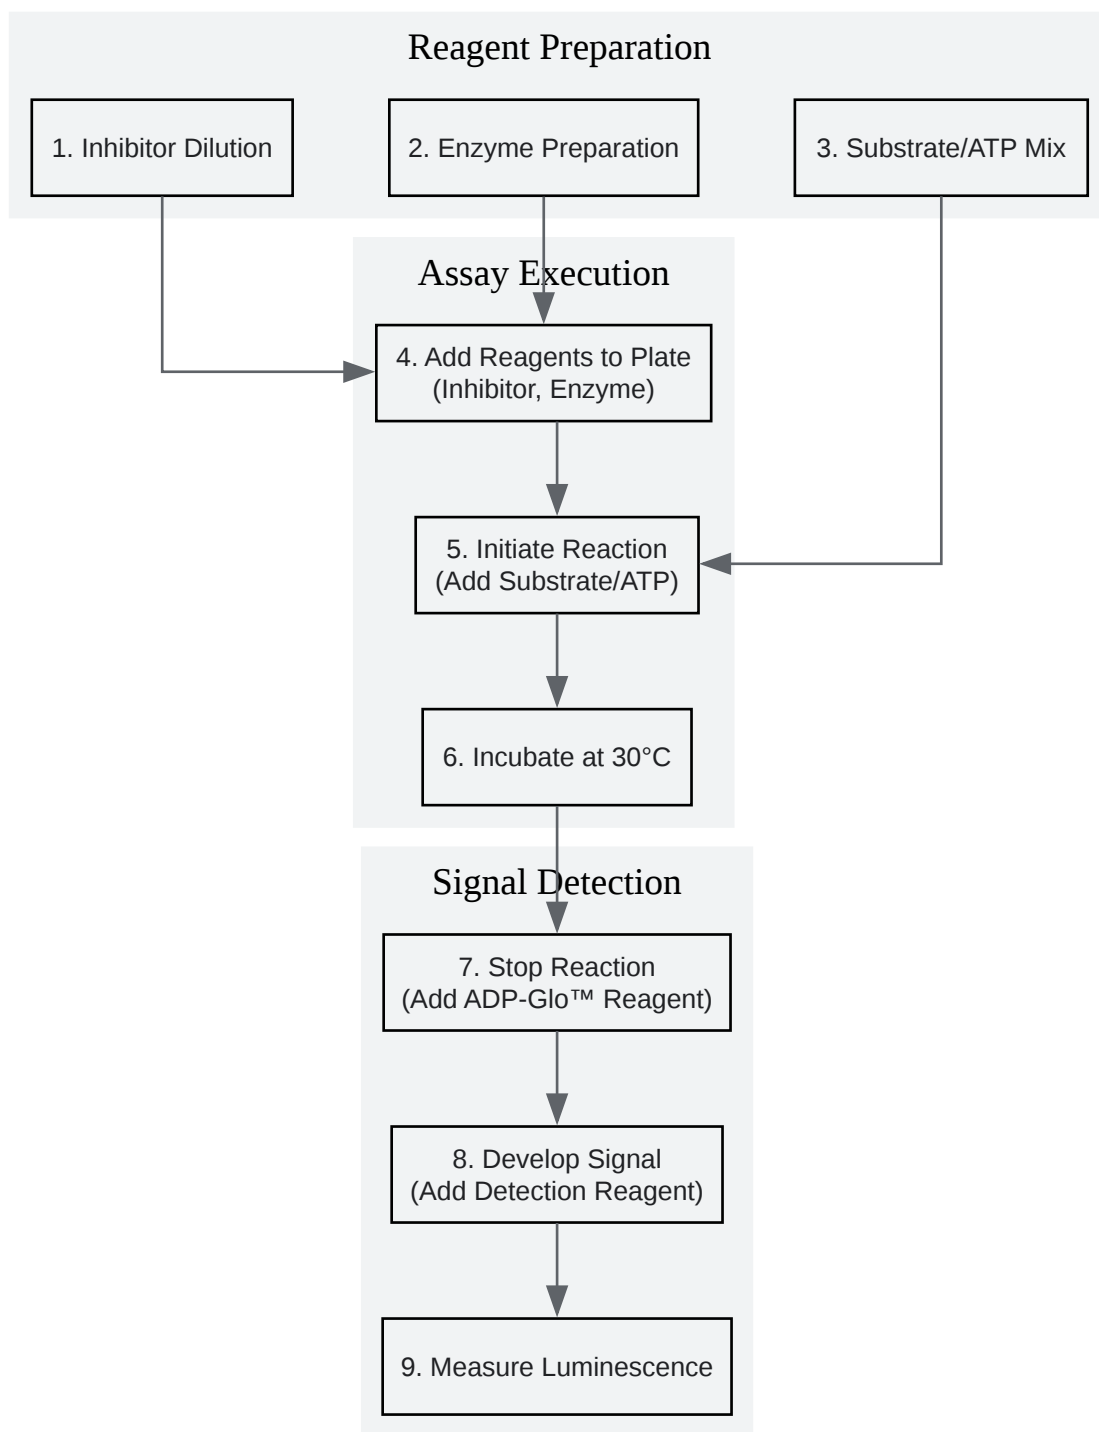 Reagent Preparation
1. Inhibitor Dilution
2. Enzyme Preparation
3. Substrate/ATP Mix
Assay Execution
4. Add Reagents to Plate
(Inhibitor, Enzyme)
5. Initiate Reaction
(Add Substrate/ATP)
6. Incubate at 30°C
Signal Detection
7. Stop Reaction
(Add ADP-Glo™ Reagent)
8. Develop Signal
(Add Detection Reagent)
9. Measure Luminescence